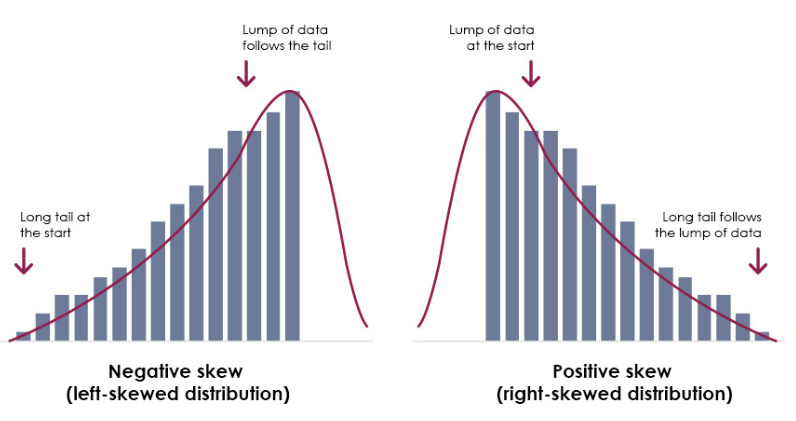 Lump of data
follows the tail
Long tail at
the start
Negative skew
(left-skewed distribution)
Lump of data
at the start
Long tail follows
the lump of data
Positive skew
(right-skewed distribution)